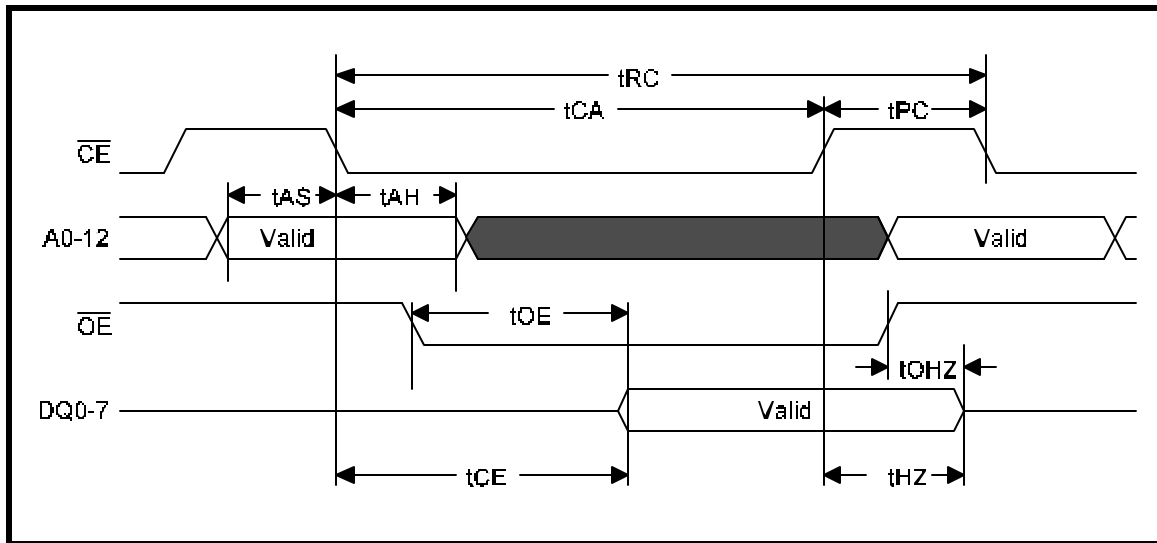 tRC
tCA tPC
CE
tAS tAH
A0-12 Valid Valid
OE tOE
tOHZ
DQ0-7 Valid
tCE tHZ